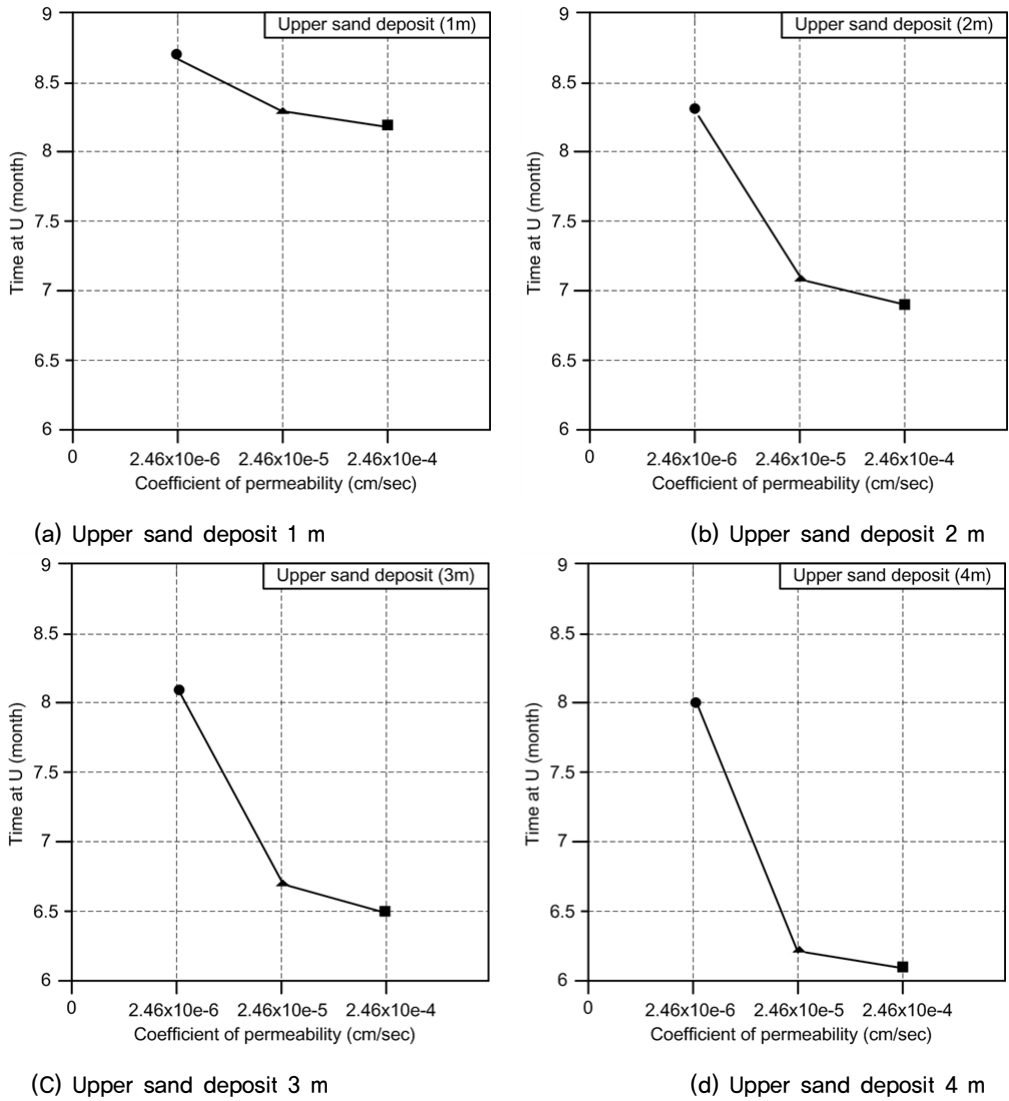 Upper sand deposit (1m)
9
8.5
8
7.5
7
6.5
6
Time at U (month)
0
2.46x10e-6
2.46x10e-5
2.46x10e-4
Coefficient of permeability (cm/sec)
(a) Upper sand deposit 1 m
Upper sand deposit (2m)
9
8.5
8
7.5
7
6.5
6
Time at U (month)
0
2.46x10e-6
2.46x10e-5
2.46x10e-4
Coefficient of permeability (cm/sec)
(b) Upper sand deposit 2 m
Upper sand deposit (3m)
9
8.5
8
7.5
7
6.5
6
Time at U (month)
0
2.46x10e-6
2.46x10e-5
2.46x10e-4
Coefficient of permeability (cm/sec)
(C) Upper sand deposit 3 m
Upper sand deposit (4m)
9
8.5
8
7.5
7
6.5
6
Time at U (month)
0
2.46x10e-6
2.46x10e-5
2.46x10e-4
Coefficient of permeability (cm/sec)
(d) Upper sand deposit 4 m